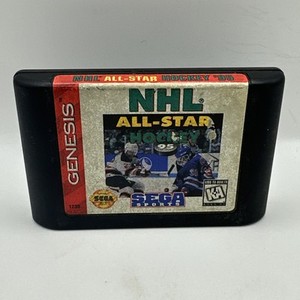 NHL ALL-STAR HOCKEY '95
GENESIS
NHL
ALL-STAR
HOCKEY
95
SEGA
SEGA
SPORTS
K-A